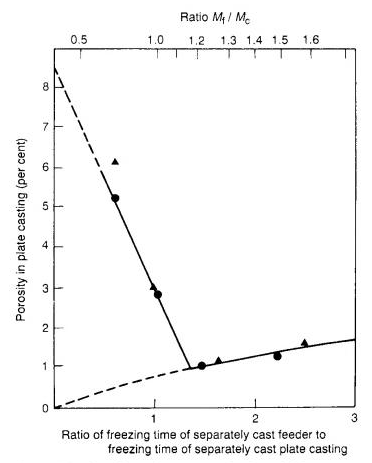 Ratio Mf / Mc
0.5 1.0 1.2 1.3 1.4 1.5 1.6
8
7
6
5
4
3
2
1
0
Porosity in plate casting (per cent)
1 2 3
Ratio of freezing time of separately cast feeder to
freezing time of separately cast plate casting